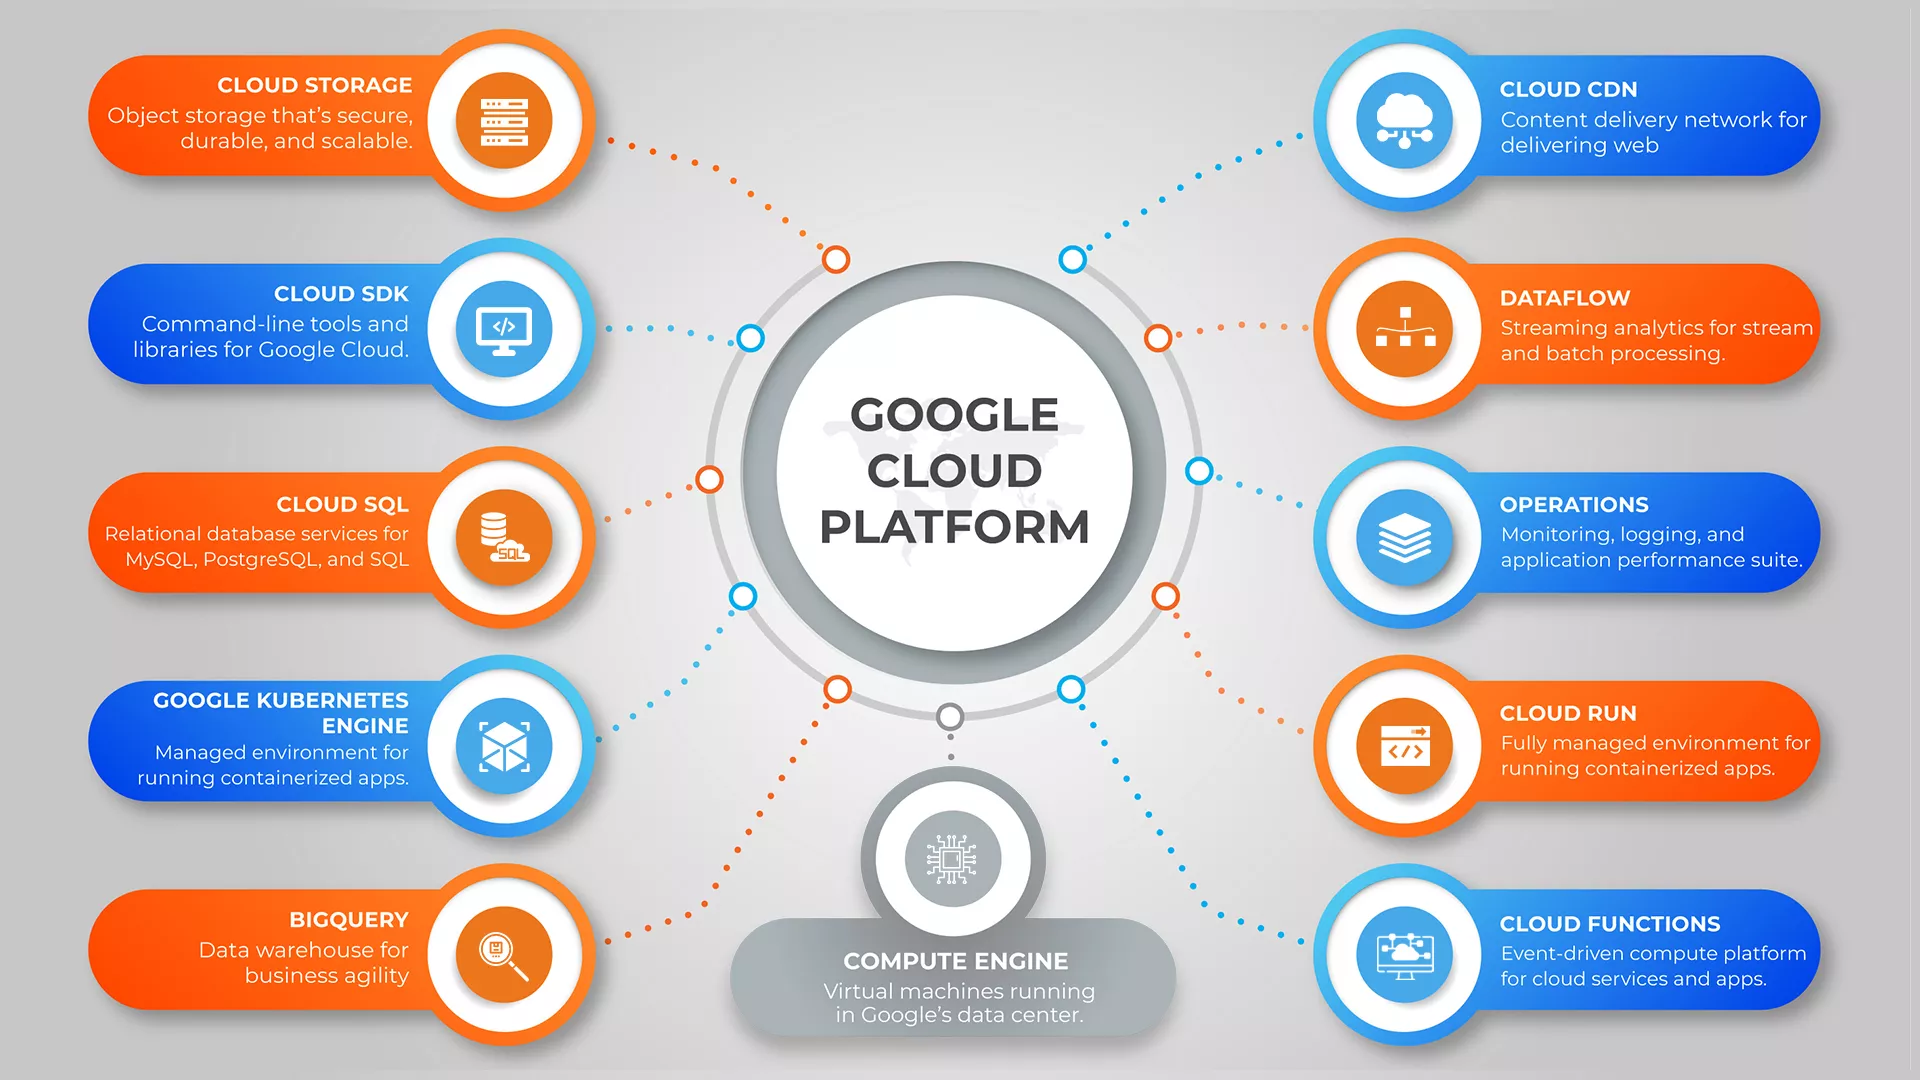 CLOUD STORAGE
Object storage that's secure,
durable, and scalable.
CLOUD SDK
Command-line tools and
libraries for Google Cloud.
</>
CLOUD SQL
Relational database services for
MySQL, PostgreSQL, and SQL
SQL
GOOGLE KUBERNETES
ENGINE
Managed environment for
running containerized apps.
BIGQUERY
Data warehouse for
business agility
GOOGLE
CLOUD
PLATFORM
COMPUTE ENGINE
Virtual machines running
in Google's data center.
CLOUD CDN
Content delivery network for
delivering web
DATAFLOW
Streaming analytics for stream
and batch processing.
OPERATIONS
Monitoring, logging, and
application performance suite.
CLOUD RUN
Fully managed environment for
running containerized apps.
</>
CLOUD FUNCTIONS
Event-driven compute platform
for cloud services and apps.